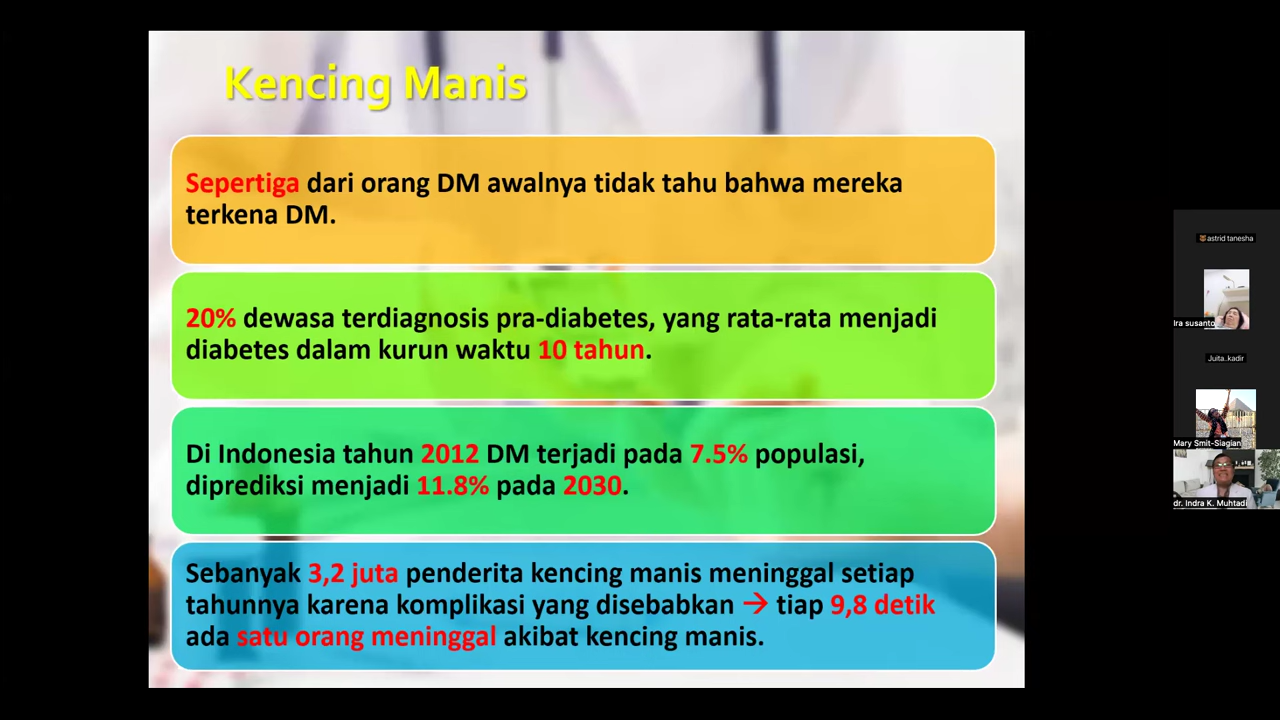 Kencing Manis
Sepertiga dari orang DM awalnya tidak tahu bahwa mereka
terkena DM.
20% dewasa terdiagnosis pra-diabetes, yang rata-rata menjadi
diabetes dalam kurun waktu 10 tahun.
Di Indonesia tahun 2012 DM terjadi pada 7.5% populasi,
diprediksi menjadi 11.8% pada 2030.
Sebanyak 3,2 juta penderita kencing manis meninggal setiap
tahunnya karena komplikasi yang disebabkan → tiap 9,8 detik
ada satu orang meninggal akibat kencing manis.
astrid tanesha
Ira susanto
Juita..kadir
Mary Smit-Siagian
dr. Indra K. Muhtadi